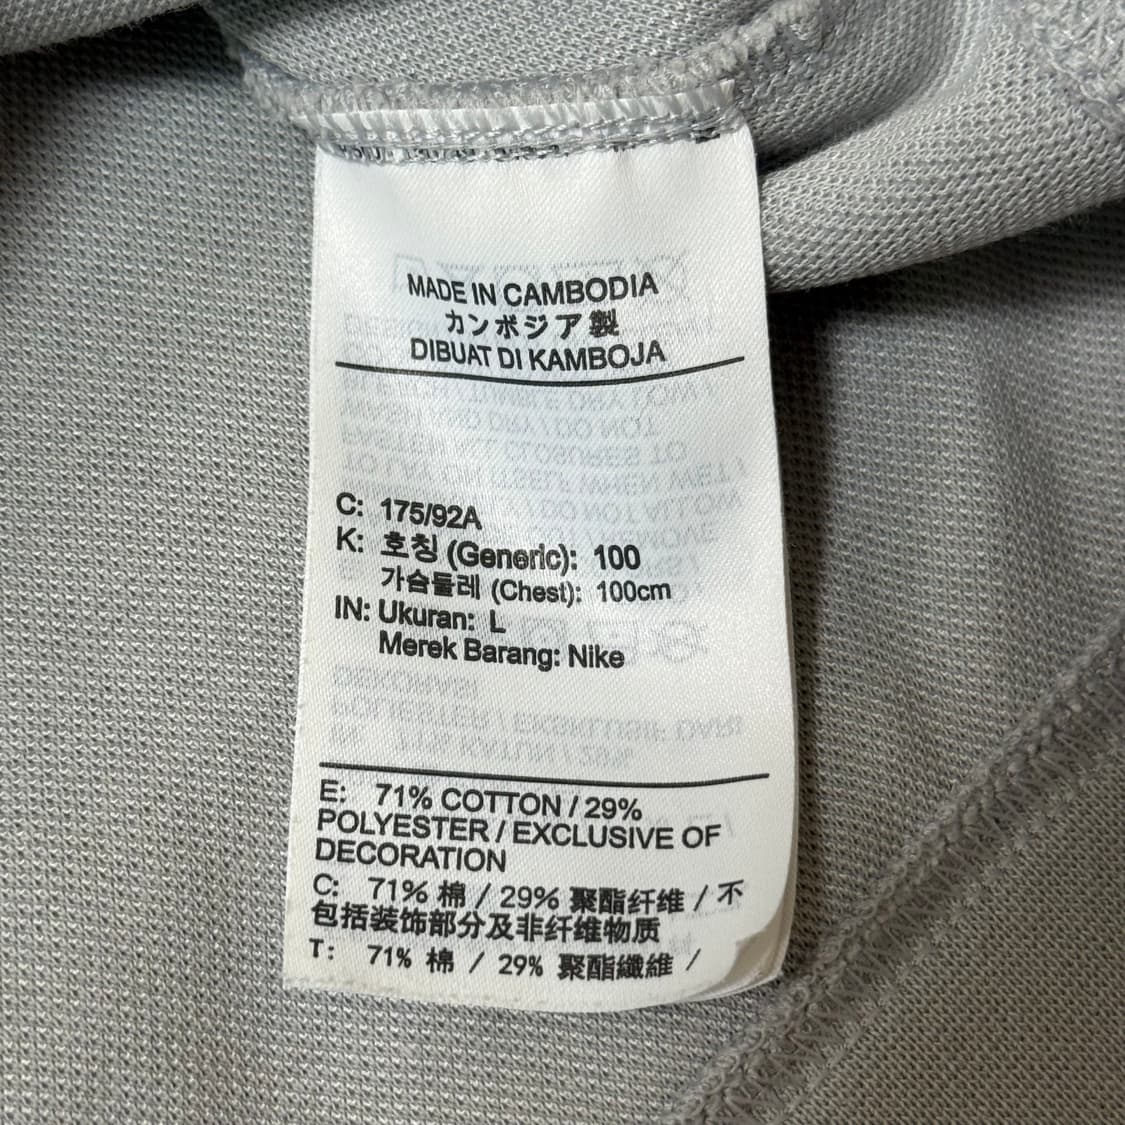 MADE IN CAMBODIA
カンボジア製
DIBUAT DI KAMBOJA
C: 175/92A
K: 호칭 (Generic): 100
가슴둘레 (Chest): 100cm
IN: Ukuran: L
Merek Barang: Nike
E: 71% COTTON / 29%
POLYESTER / EXCLUSIVE OF
DECORATION
C: 71% 棉 / 29% 聚酯纤维 / 不
包括装饰部分及非纤维物质
T: 71% 棉 / 29% 聚酯纖維 /